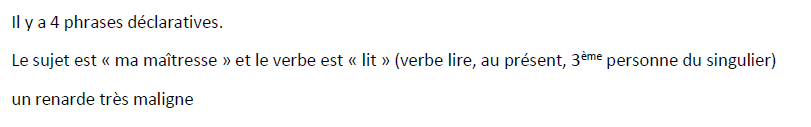 Il y a 4 phrases déclaratives.
Le sujet est « ma maîtresse » et le verbe est « lit » (verbe lire, au présent, 3ème personne du singulier)
un renarde très maligne